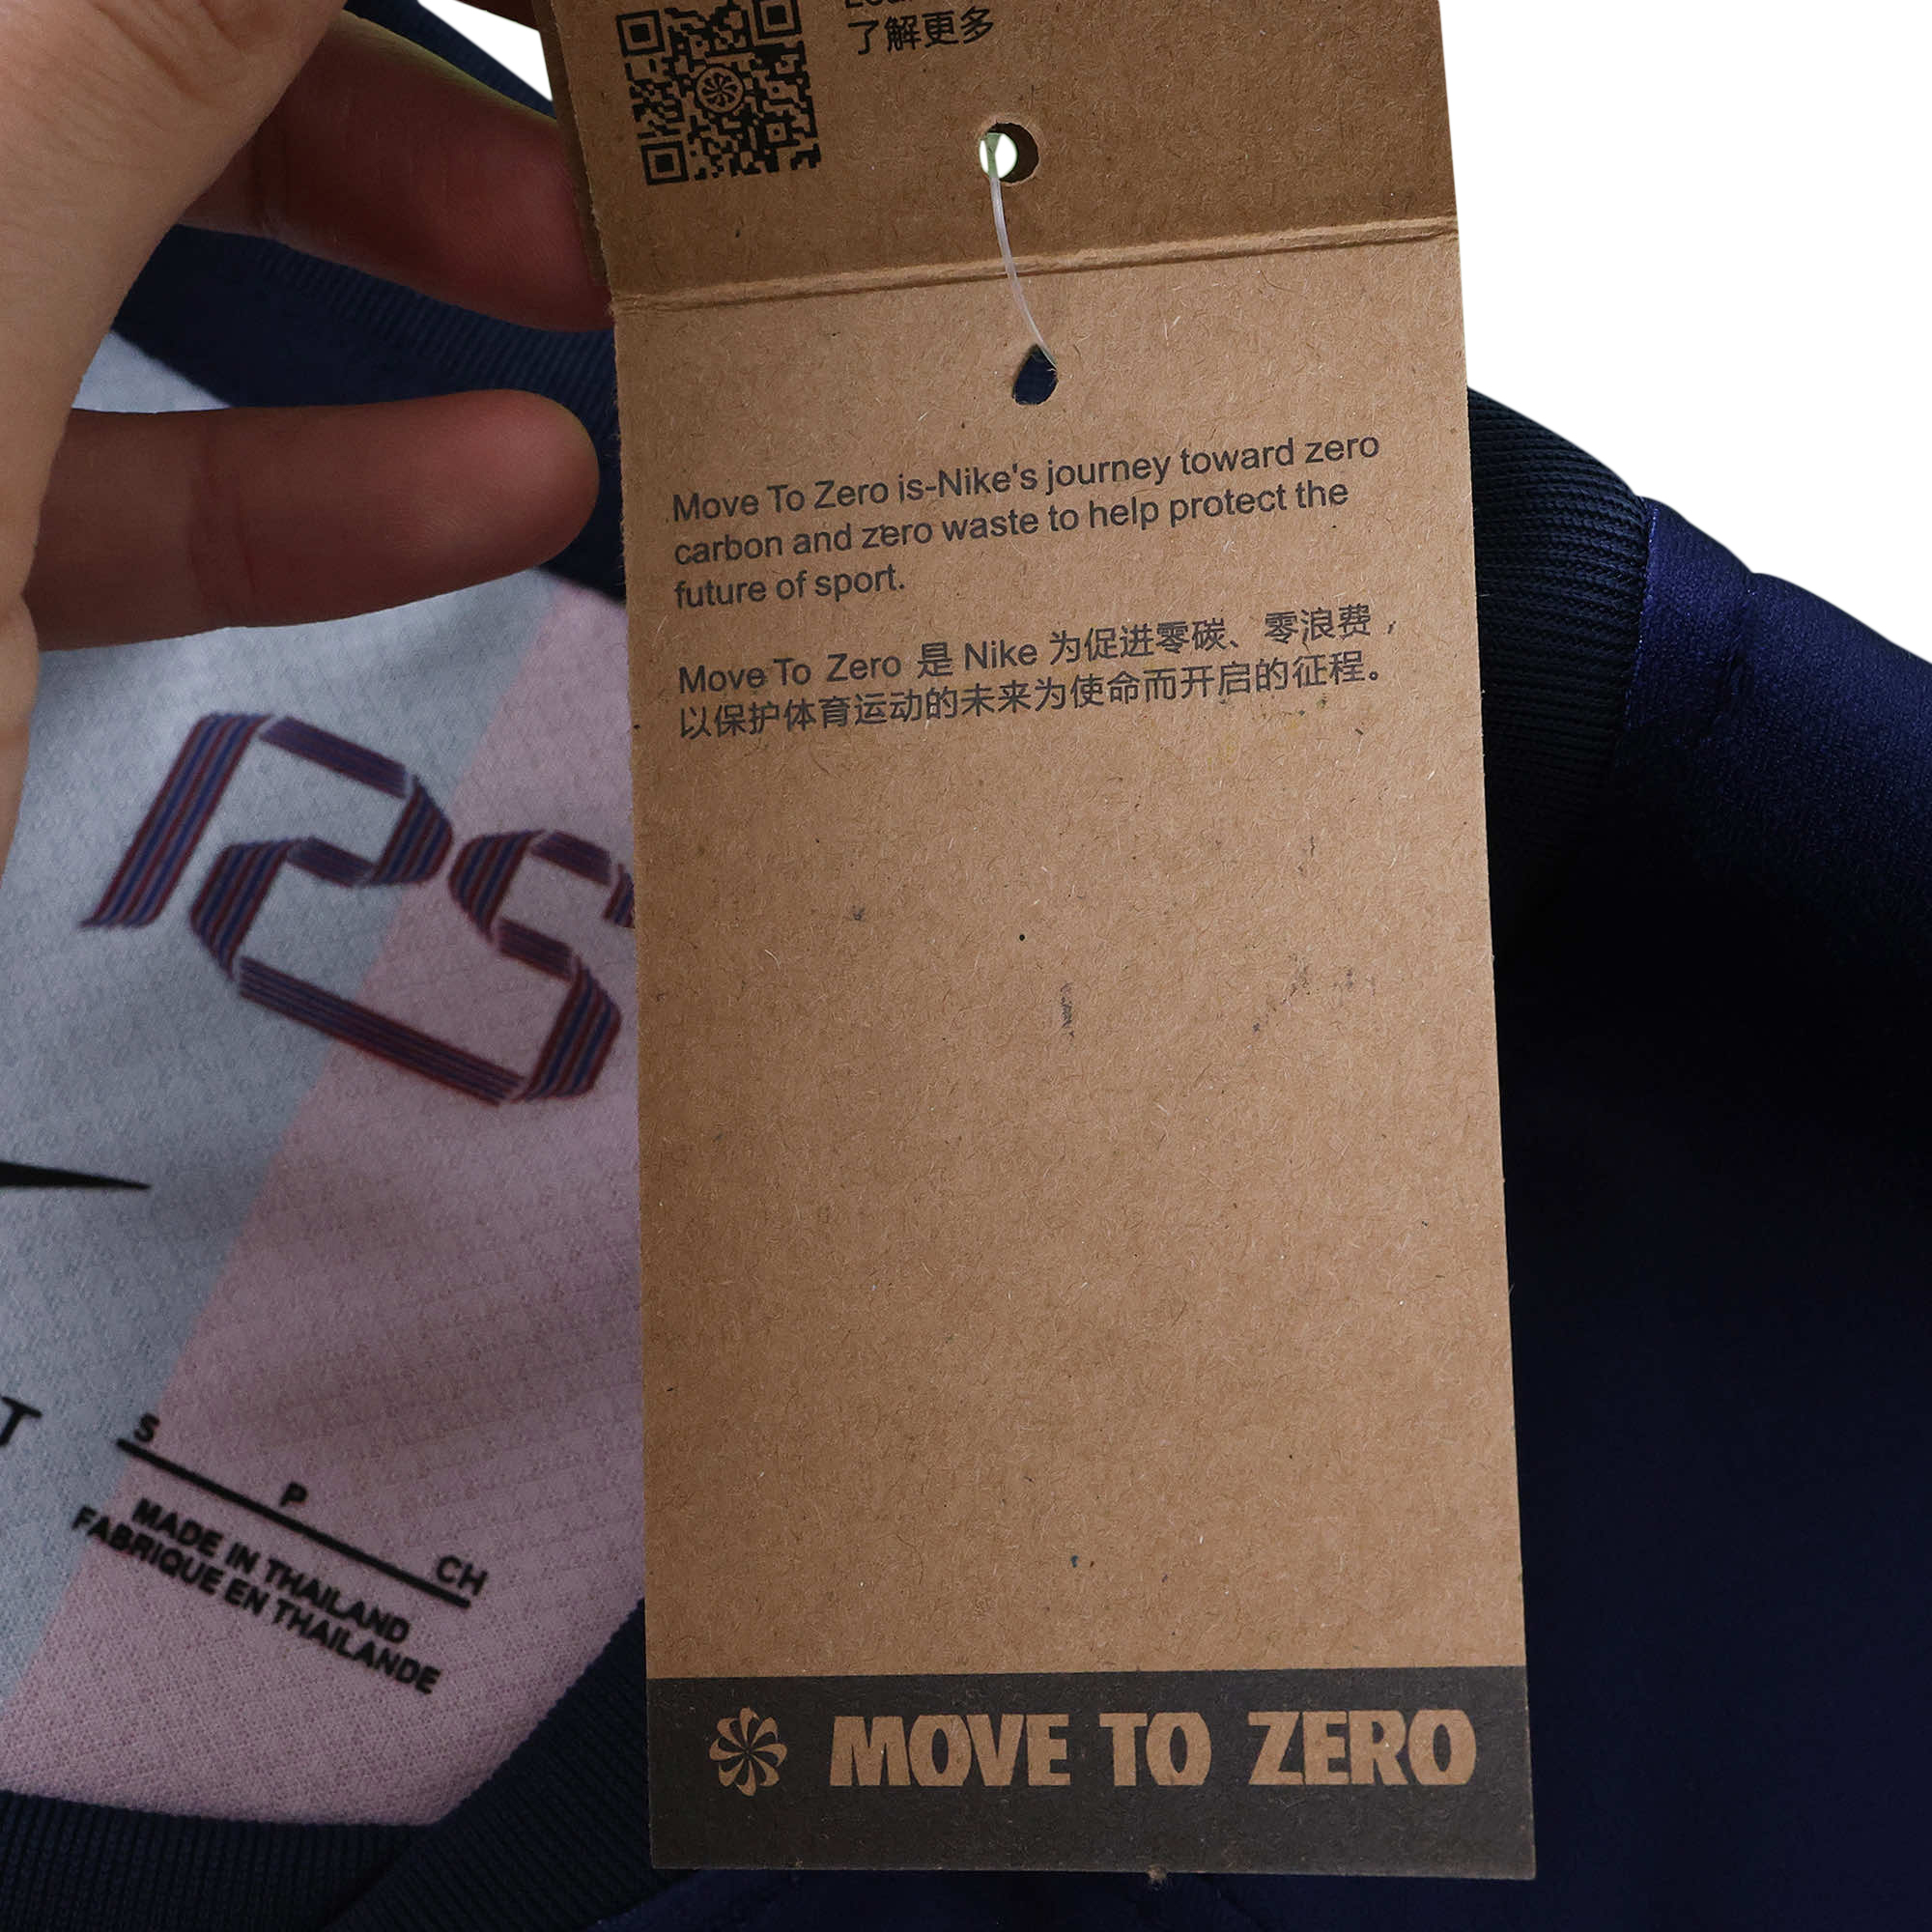 了解更多
Move To Zero is-Nike's journey toward zero
carbon and zero waste to help protect the
future of sport.
Move To Zero 是 Nike 为促进零碳、零浪费，
以保护体育运动的未来为使命而开启的征程。
MOVE TO ZERO
125
T
S
P
CH
MADE IN THAILAND
FABRIQUE EN THAILANDE